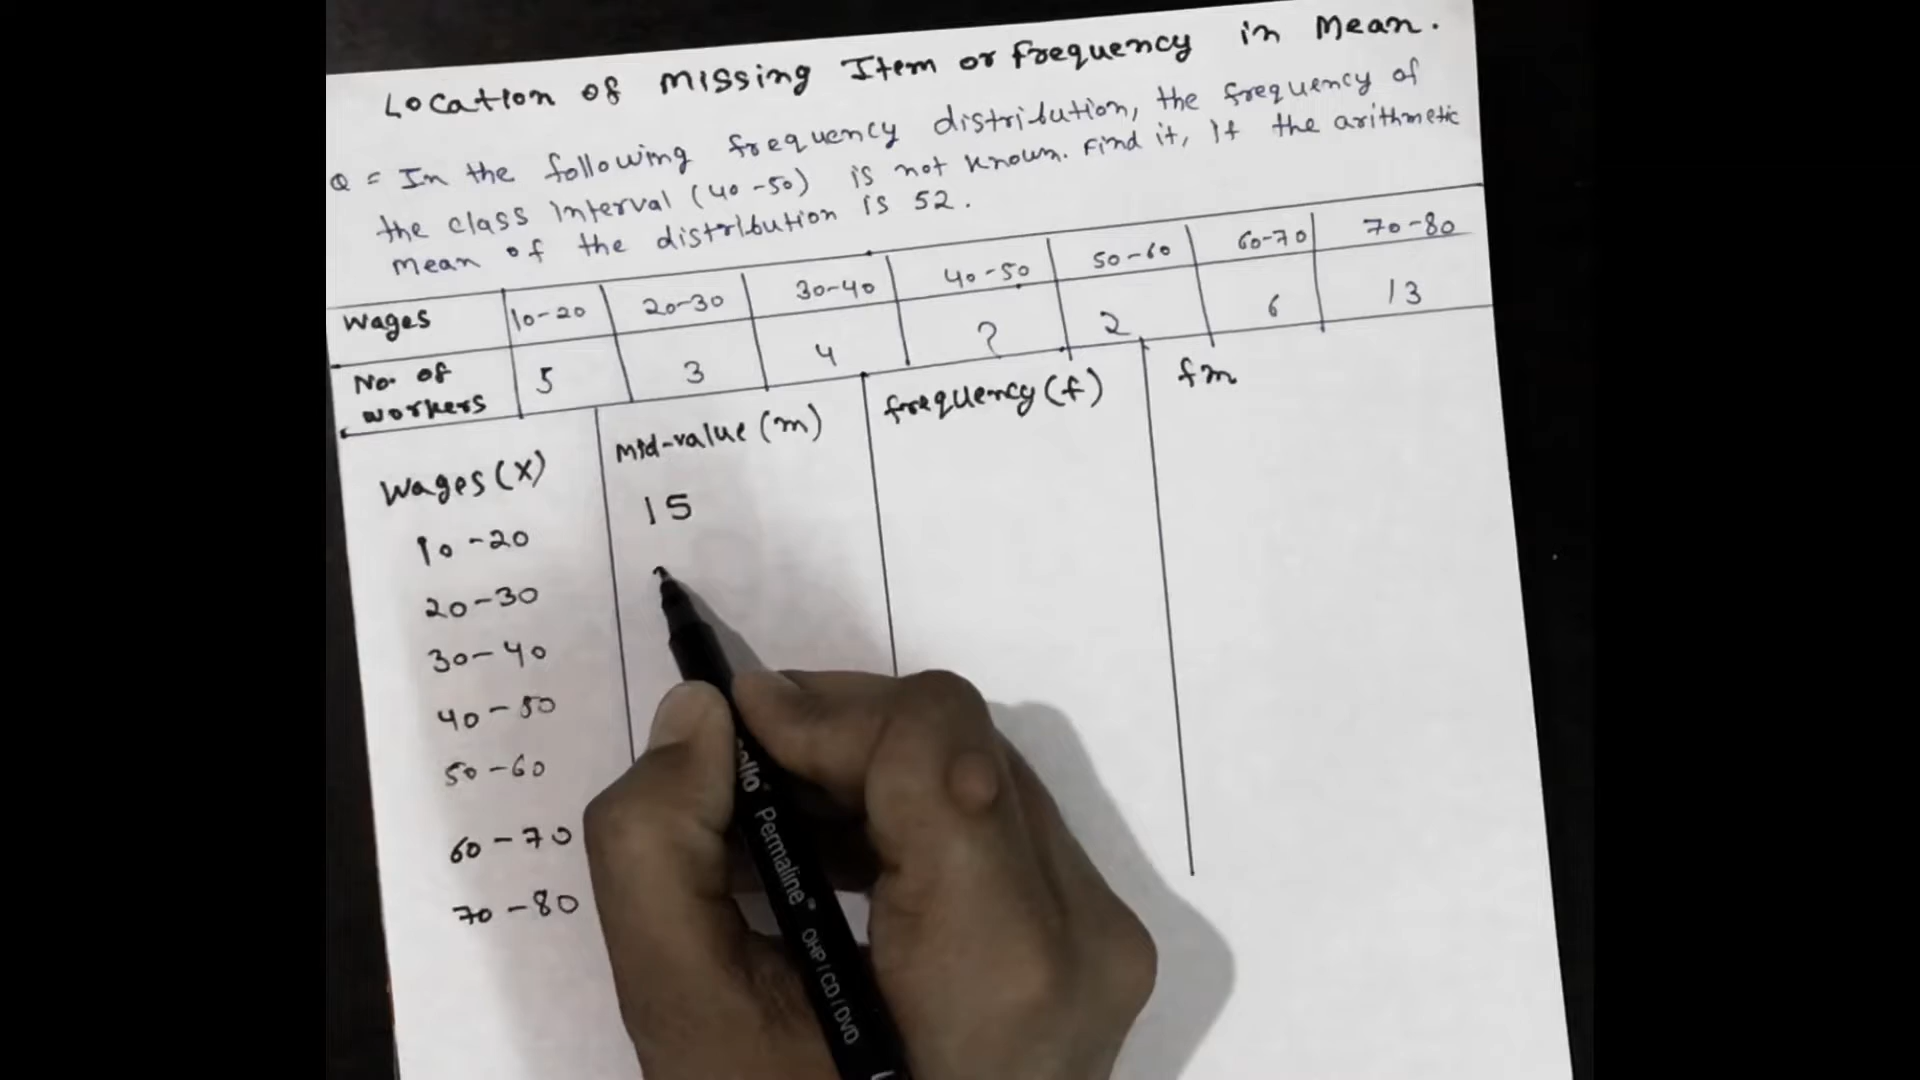 Location of Missing Item or frequency in Mean.
Q = In the following frequency distribution, the frequency of
the class interval (40-50) is not known. Find it, if the arithmetic
mean of the distribution is 52.
Wages 10-20 20-30 30-40 40-50 50-60 60-70 70-80
No. of workers 5 3 4 ? 2 6 13
Wages (X) Mid-value (m) frequency (f) fm
10-20 15
20-30
30-40
40-50
50-60
60-70
70-80
Permaline™ OHP/CD/DVD